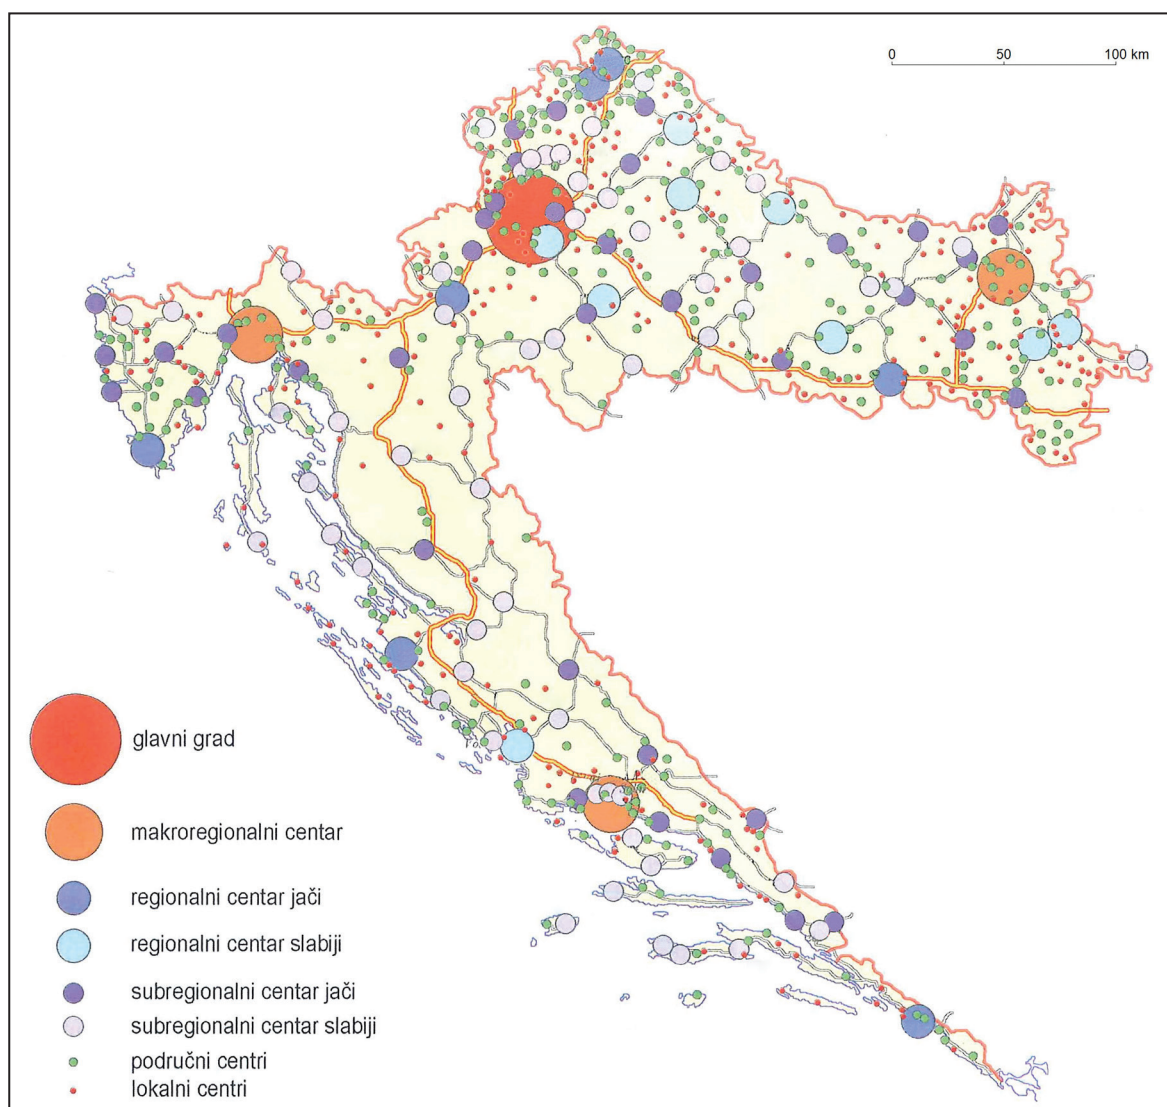 0 50 100 km
glavni grad
makroregionalni centar
regionalni centar jači
regionalni centar slabiji
subregionalni centar jači
subregionalni centar slabiji
područni centri
lokalni centri